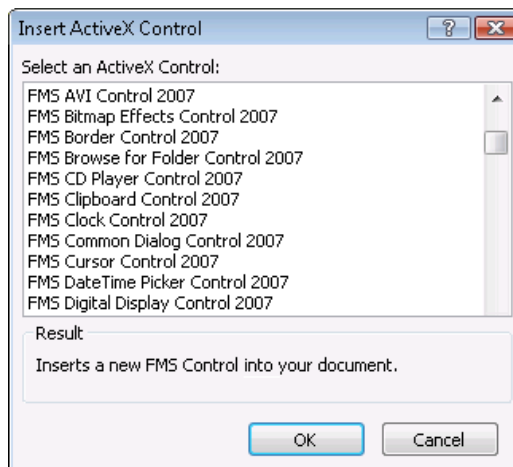 Insert ActiveX Control
Select an ActiveX Control:
FMS AVI Control 2007
FMS Bitmap Effects Control 2007
FMS Border Control 2007
FMS Browse for Folder Control 2007
FMS CD Player Control 2007
FMS Clipboard Control 2007
FMS Clock Control 2007
FMS Common Dialog Control 2007
FMS Cursor Control 2007
FMS DateTime Picker Control 2007
FMS Digital Display Control 2007
Result
Inserts a new FMS Control into your document.
OK Cancel